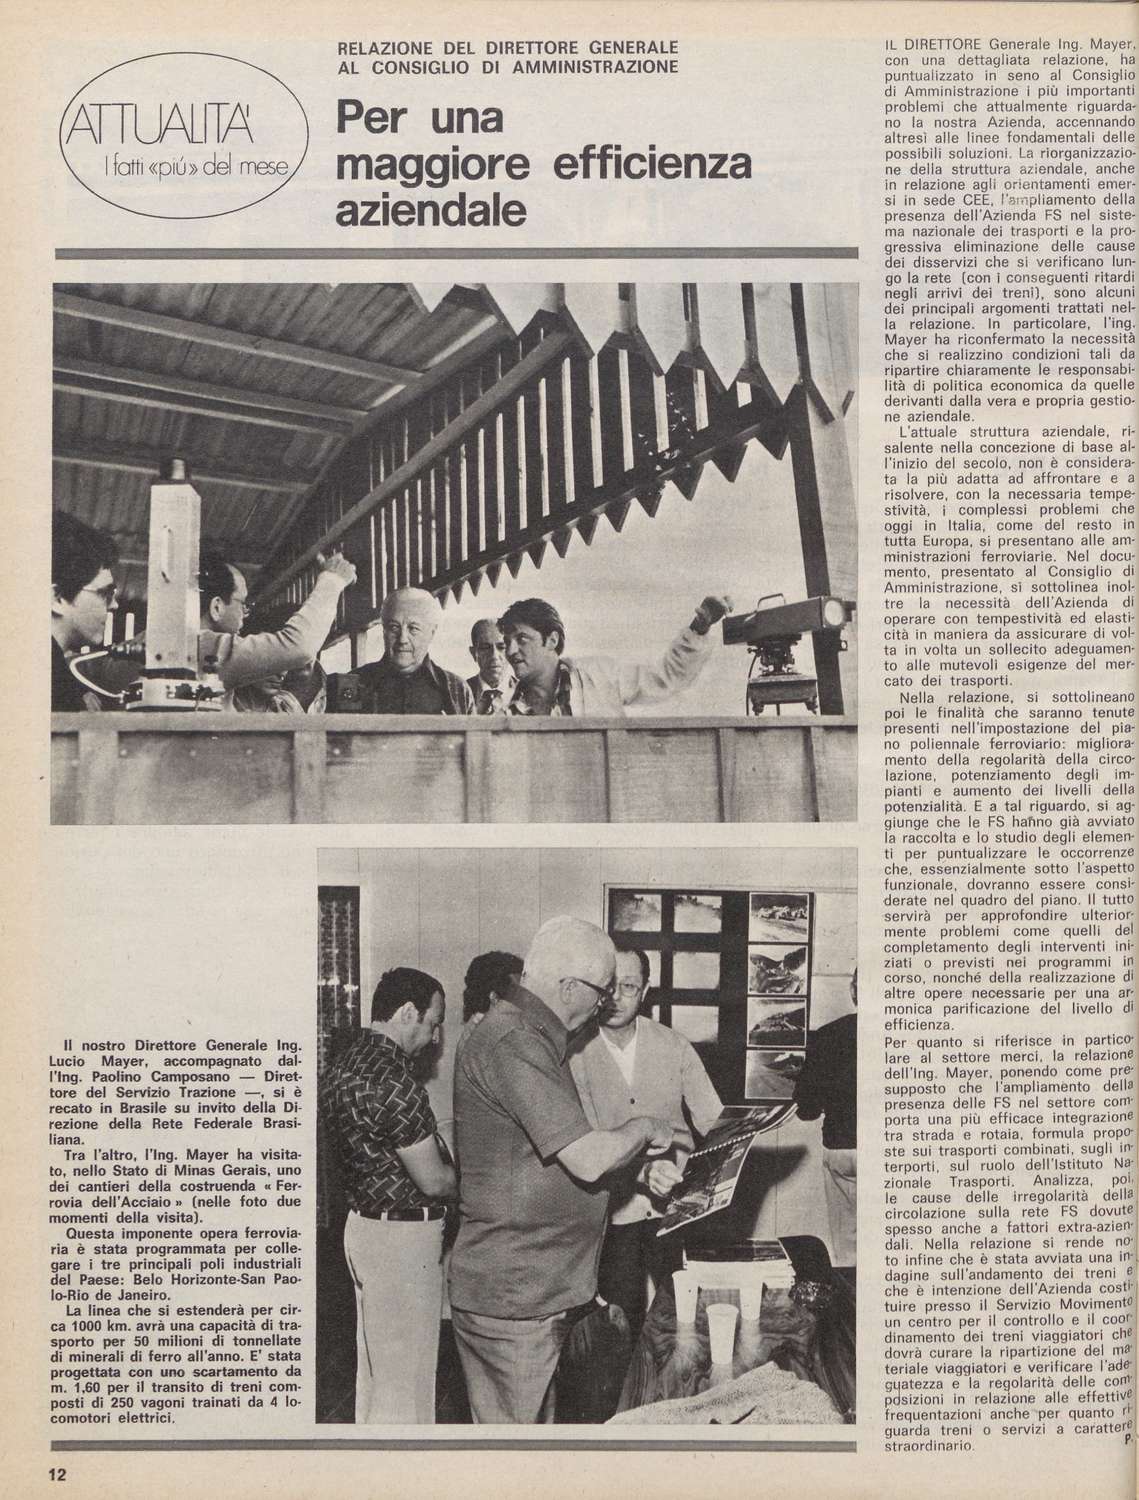 ATTUALITA'
I fatti «più» del mese
RELAZIONE DEL DIRETTORE GENERALE
AL CONSIGLIO DI AMMINISTRAZIONE
Per una
maggiore efficienza
aziendale
Il nostro Direttore Generale Ing.
Lucio Mayer, accompagnato dal-
l'Ing. Paolino Camposano — Diret-
tore del Servizio Trazione —, si è
recato in Brasile su invito della Di-
rezione della Rete Federale Brasi-
liana.
Tra l'altro, l'Ing. Mayer ha visita-
to, nello Stato di Minas Gerais, uno
dei cantieri della costruenda « Fer-
rovia dell'Acciaio » (nelle foto due
momenti della visita).
Questa imponente opera ferrovia-
ria è stata programmata per colle-
gare i tre principali poli industriali
del Paese: Belo Horizonte-San Pao-
lo-Rio de Janeiro.
La linea che si estenderà per cir-
ca 1000 km. avrà una capacità di tra-
sporto per 50 milioni di tonnellate
di minerali di ferro all'anno. E' stata
progettata con uno scartamento da
m. 1,60 per il transito di treni com-
posti di 250 vagoni trainati da 4 lo-
comotori elettrici.
IL DIRETTORE Generale Ing. Mayer,
con una dettagliata relazione, ha
puntualizzato in seno al Consiglio
di Amministrazione i più importanti
problemi che attualmente riguarda-
no la nostra Azienda, accennando
altresì alle linee fondamentali delle
possibili soluzioni. La riorganizzazio-
ne della struttura aziendale, anche
in relazione agli orientamenti emer-
si in sede CEE, l'ampliamento della
presenza dell'Azienda FS nel siste-
ma nazionale dei trasporti e la pro-
gressiva eliminazione delle cause
dei disservizi che si verificano lun-
go la rete (con i conseguenti ritardi
negli arrivi dei treni), sono alcuni
dei principali argomenti trattati nel-
la relazione. In particolare, l'ing.
Mayer ha riconfermato la necessità
che si realizzino condizioni tali da
ripartire chiaramente le responsabi-
lità di politica economica da quelle
derivanti dalla vera e propria gestio-
ne aziendale.
L'attuale struttura aziendale, ri-
salente nella concezione di base al-
l'inizio del secolo, non è considera-
ta la più adatta ad affrontare e a
risolvere, con la necessaria tempe-
stività, i complessi problemi che
oggi in Italia, come del resto in
tutta Europa, si presentano alle am-
ministrazioni ferroviarie. Nel docu-
mento, presentato al Consiglio di
Amministrazione, si sottolinea inol-
tre la necessità dell'Azienda di
operare con tempestività ed elasti-
cità in maniera da assicurare di vol-
ta in volta un sollecito adeguamen-
to alle mutevoli esigenze del mer-
cato dei trasporti.
Nella relazione, si sottolineano
poi le finalità che saranno tenute
presenti nell'impostazione del pia-
no poliennale ferroviario: migliora-
mento della regolarità della circo-
lazione, potenziamento degli im-
pianti e aumento dei livelli della
potenzialità. E a tal riguardo, si ag-
giunge che le FS hanno già avviato
la raccolta e lo studio degli elemen-
ti per puntualizzare le occorrenze
che, essenzialmente sotto l'aspetto
funzionale, dovranno essere consi-
derate nel quadro del piano. Il tutto
servirà per approfondire ulterior-
mente problemi come quelli del
completamento degli interventi ini-
ziati o previsti nei programmi in
corso, nonché della realizzazione di
altre opere necessarie per una ar-
monica parificazione del livello di
efficienza.
Per quanto si riferisce in partico-
lare al settore merci, la relazione
dell'Ing. Mayer, ponendo come pre-
supposto che l'ampliamento della
presenza delle FS nel settore com-
porta una più efficace integrazione
tra strada e rotaia, formula propo-
ste sui trasporti combinati, sugli in-
terporti, sul ruolo dell'Istituto Na-
zionale Trasporti. Analizza, poi,
le cause delle irregolarità della
circolazione sulla rete FS dovute
spesso anche a fattori extra-azien-
dali. Nella relazione si rende no-
to infine che è stata avviata una in-
dagine sull'andamento dei treni e
che è intenzione dell'Azienda costi-
tuire presso il Servizio Movimento
un centro per il controllo e il coor-
dinamento dei treni viaggiatori che
dovrà curare la ripartizione del ma-
teriale viaggiatori e verificare l'ade-
guatezza e la regolarità delle com-
posizioni in relazione alle effettive
frequentazioni anche per quanto ri-
guarda treni o servizi a carattere
straordinario.
P.
12